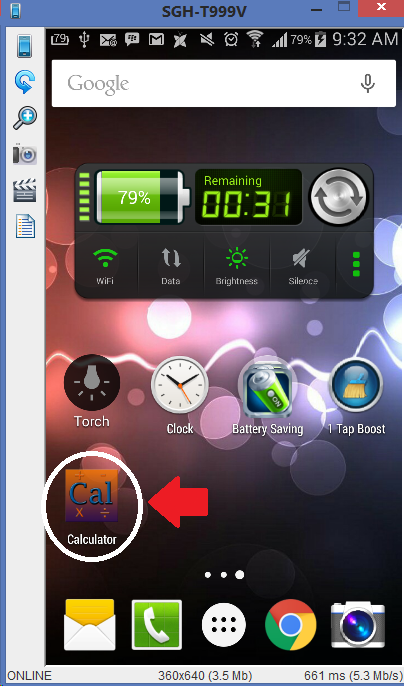 SGH-T999V
79 79% 9:32 AM
Google
79%
Remaining
00:31
WiFi Data Brightness Silence
ON
Torch Clock Battery Saving 1 Tap Boost
+ -
Cal
× ÷
Calculator
ONLINE 360x640 (3.5 Mb) 661 ms (5.3 Mb/s)